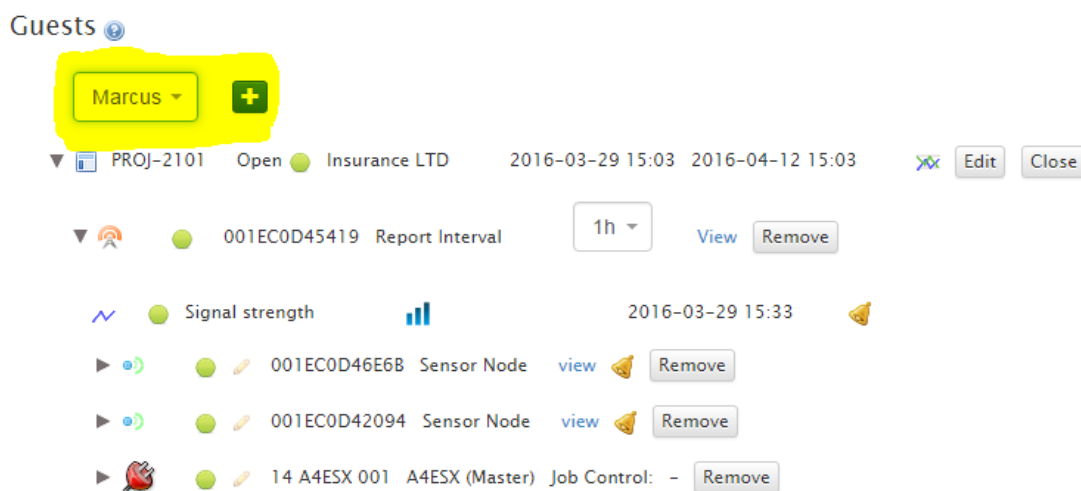 Guests ?
Marcus
PROJ-2101 Open Insurance LTD 2016-03-29 15:03 2016-04-12 15:03 Edit Close
001EC0D45419 Report Interval 1h View Remove
Signal strength 2016-03-29 15:33
001EC0D46E6B Sensor Node view Remove
001EC0D42094 Sensor Node view Remove
14 A4ESX 001 A4ESX (Master) Job Control: - Remove